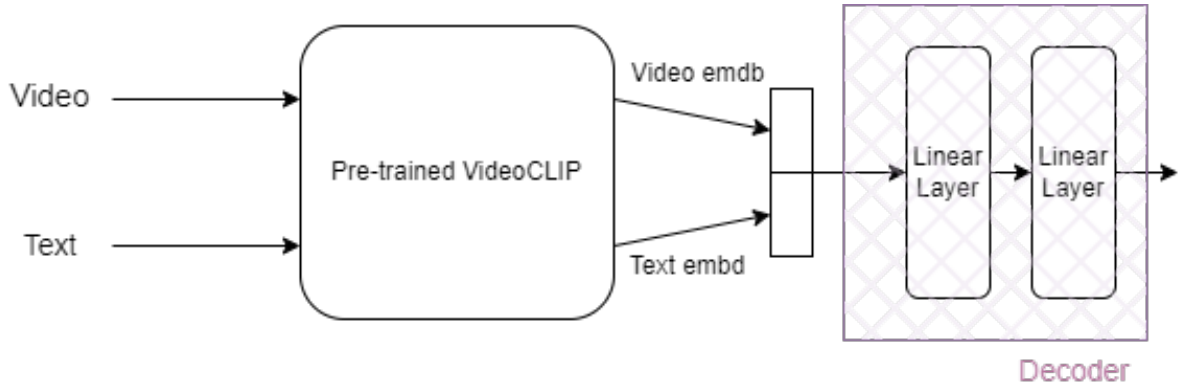 Video
Text
Pre-trained VideoCLIP
Video emdb
Text embd
Linear
Layer
Linear
Layer
Decoder